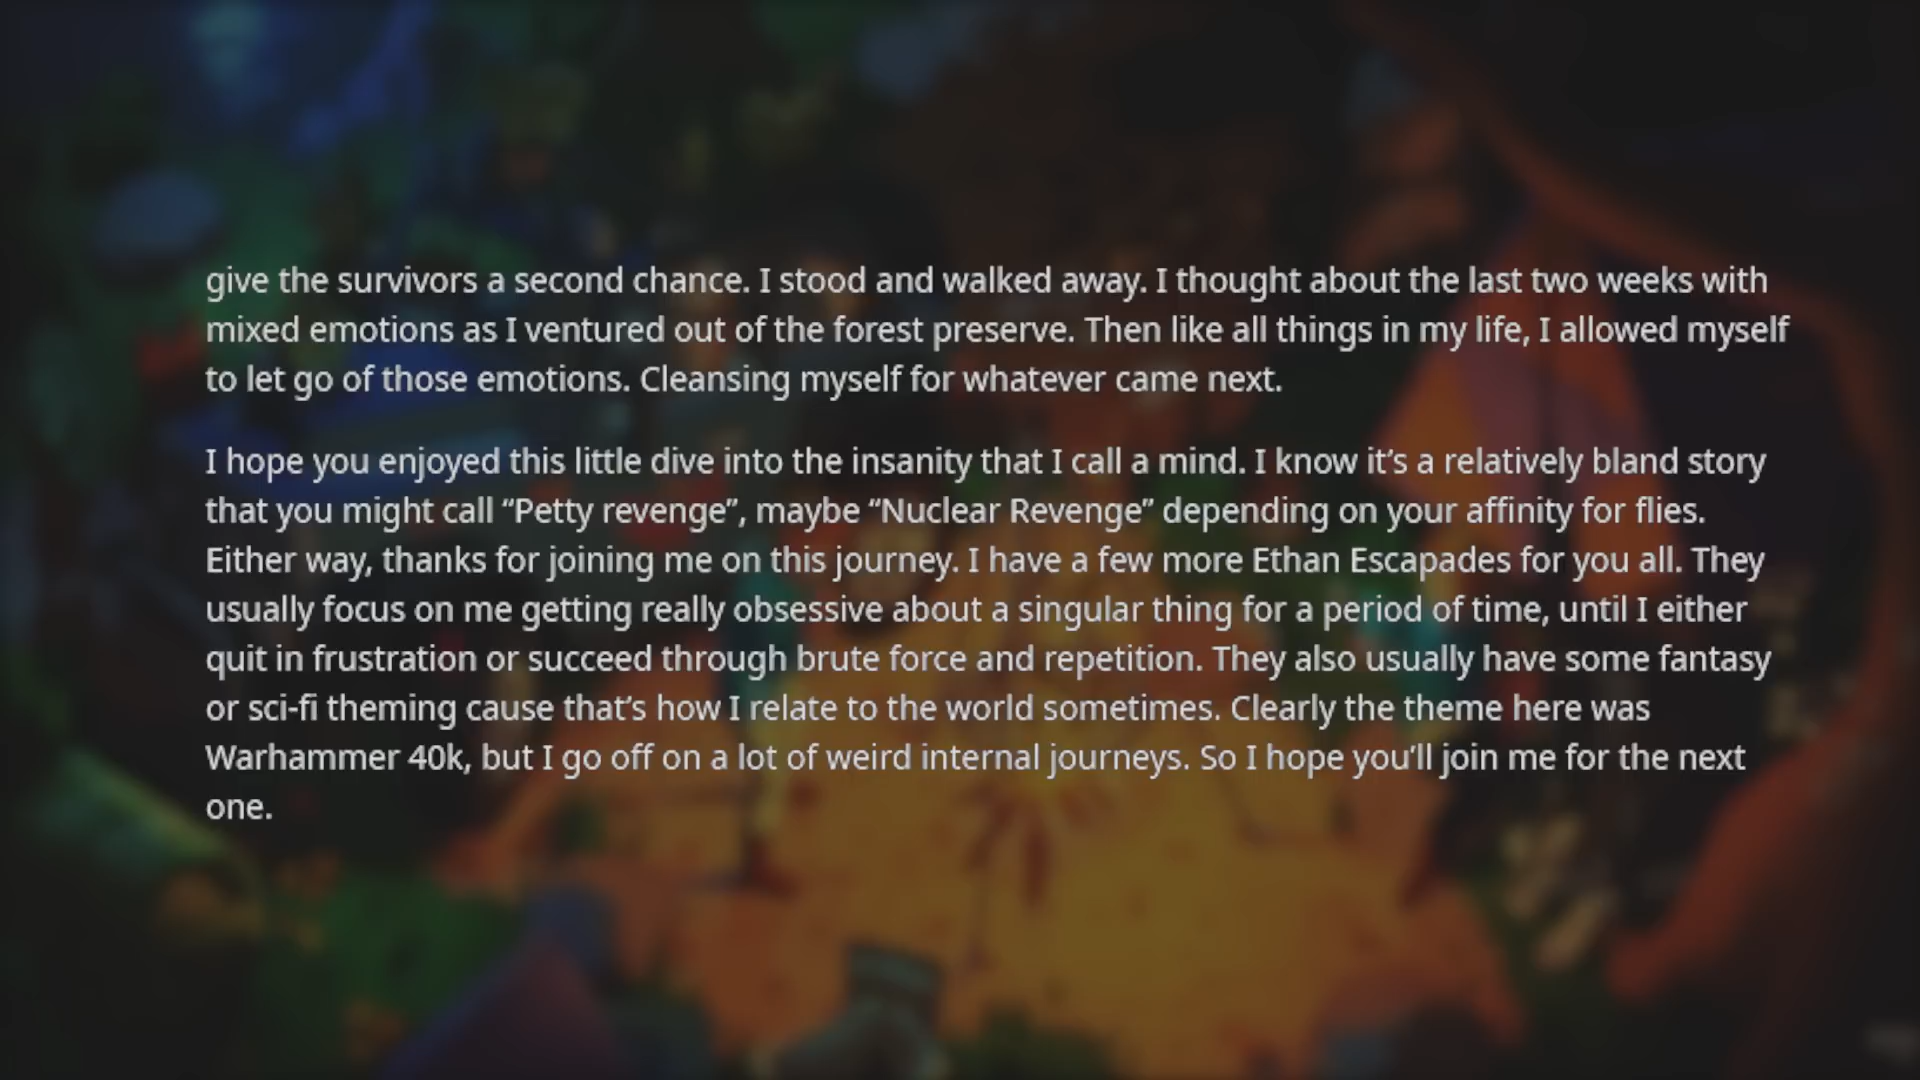 give the survivors a second chance. I stood and walked away. I thought about the last two weeks with
mixed emotions as I ventured out of the forest preserve. Then like all things in my life, I allowed myself
to let go of those emotions. Cleansing myself for whatever came next.
I hope you enjoyed this little dive into the insanity that I call a mind. I know it’s a relatively bland story
that you might call “Petty revenge”, maybe “Nuclear Revenge” depending on your affinity for flies.
Either way, thanks for joining me on this journey. I have a few more Ethan Escapades for you all. They
usually focus on me getting really obsessive about a singular thing for a period of time, until I either
quit in frustration or succeed through brute force and repetition. They also usually have some fantasy
or sci-fi theming cause that’s how I relate to the world sometimes. Clearly the theme here was
Warhammer 40k, but I go off on a lot of weird internal journeys. So I hope you’ll join me for the next
one.